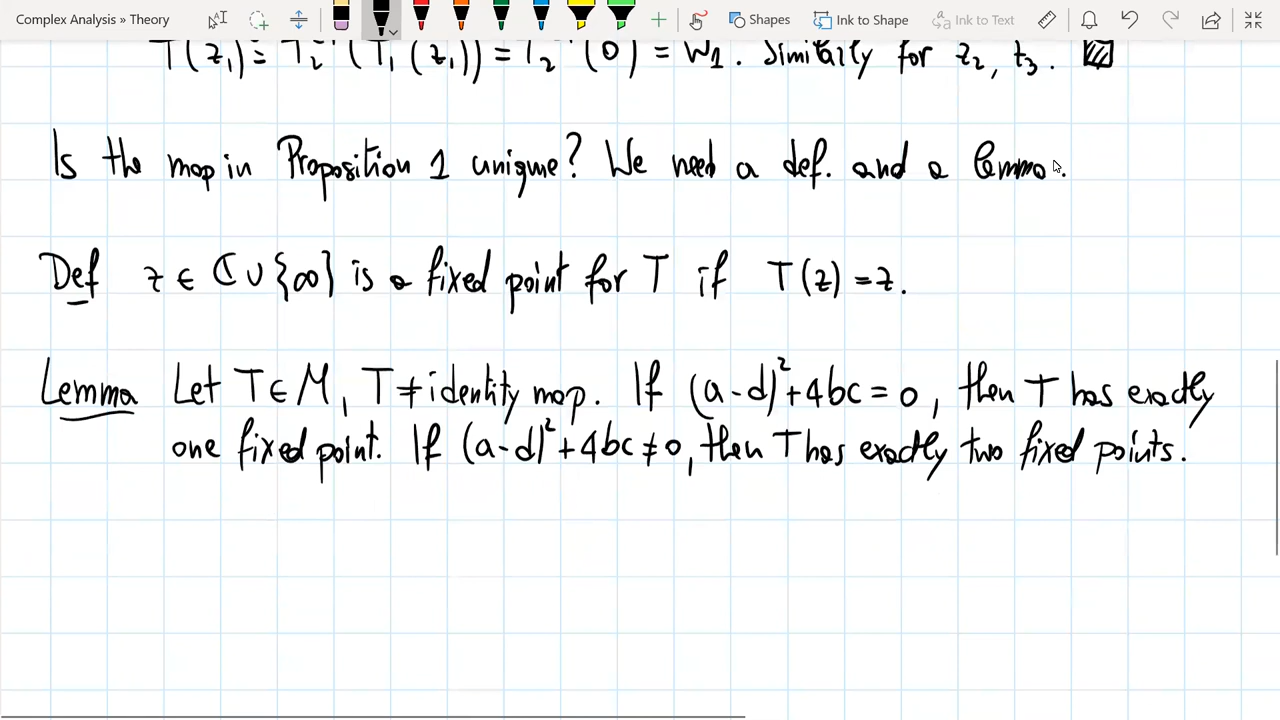 Complex Analysis » Theory
Shapes
Ink to Shape
Ink to Text
T(z₁) = T₂⁻¹(T₁(z₁)) = T₂⁻¹(0) = w₁. Similarly for z₂, z₃.
Is the map in Proposition 1 unique? We need a def. and a lemma.
Def z ∈ ℂ ∪ {∞} is a fixed point for T if T(z) = z.
Lemma Let T ∈ M, T ≠ identity map. If (a-d)² + 4bc = 0, then T has exactly
one fixed point. If (a-d)² + 4bc ≠ 0, then T has exactly two fixed points.